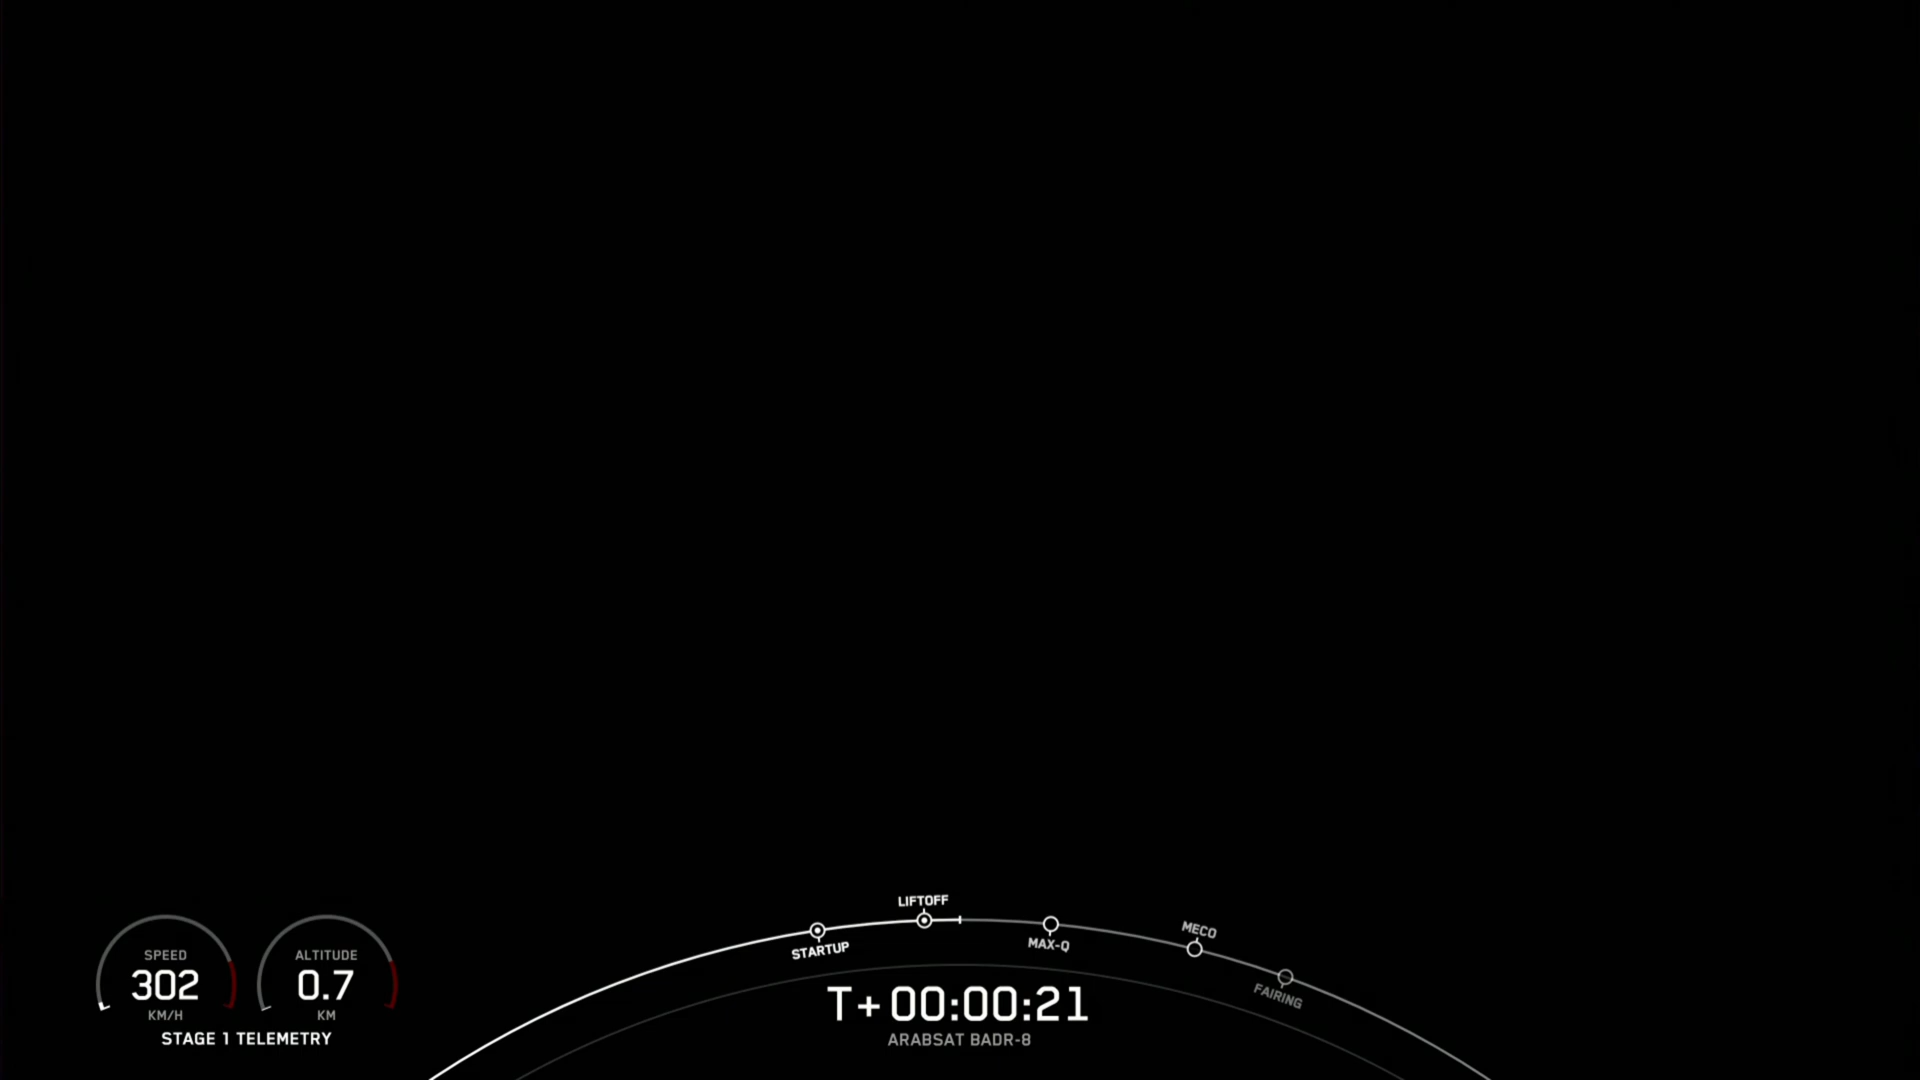 LIFTOFF
STARTUP
MAX-Q
MECO
FAIRING
SPEED
302
KM/H
ALTITUDE
0.7
KM
STAGE 1 TELEMETRY
T+00:00:21
ARABSAT BADR-8